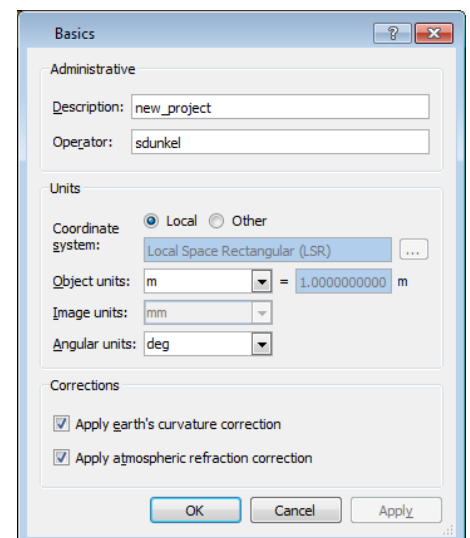 Basics
?
Administrative
Description: new_project
Operator: sdunkel
Units
Coordinate system: Local Other
Local Space Rectangular (LSR) ...
Object units: m = 1.0000000000 m
Image units: mm
Angular units: deg
Corrections
Apply earth's curvature correction
Apply atmospheric refraction correction
OK Cancel Apply